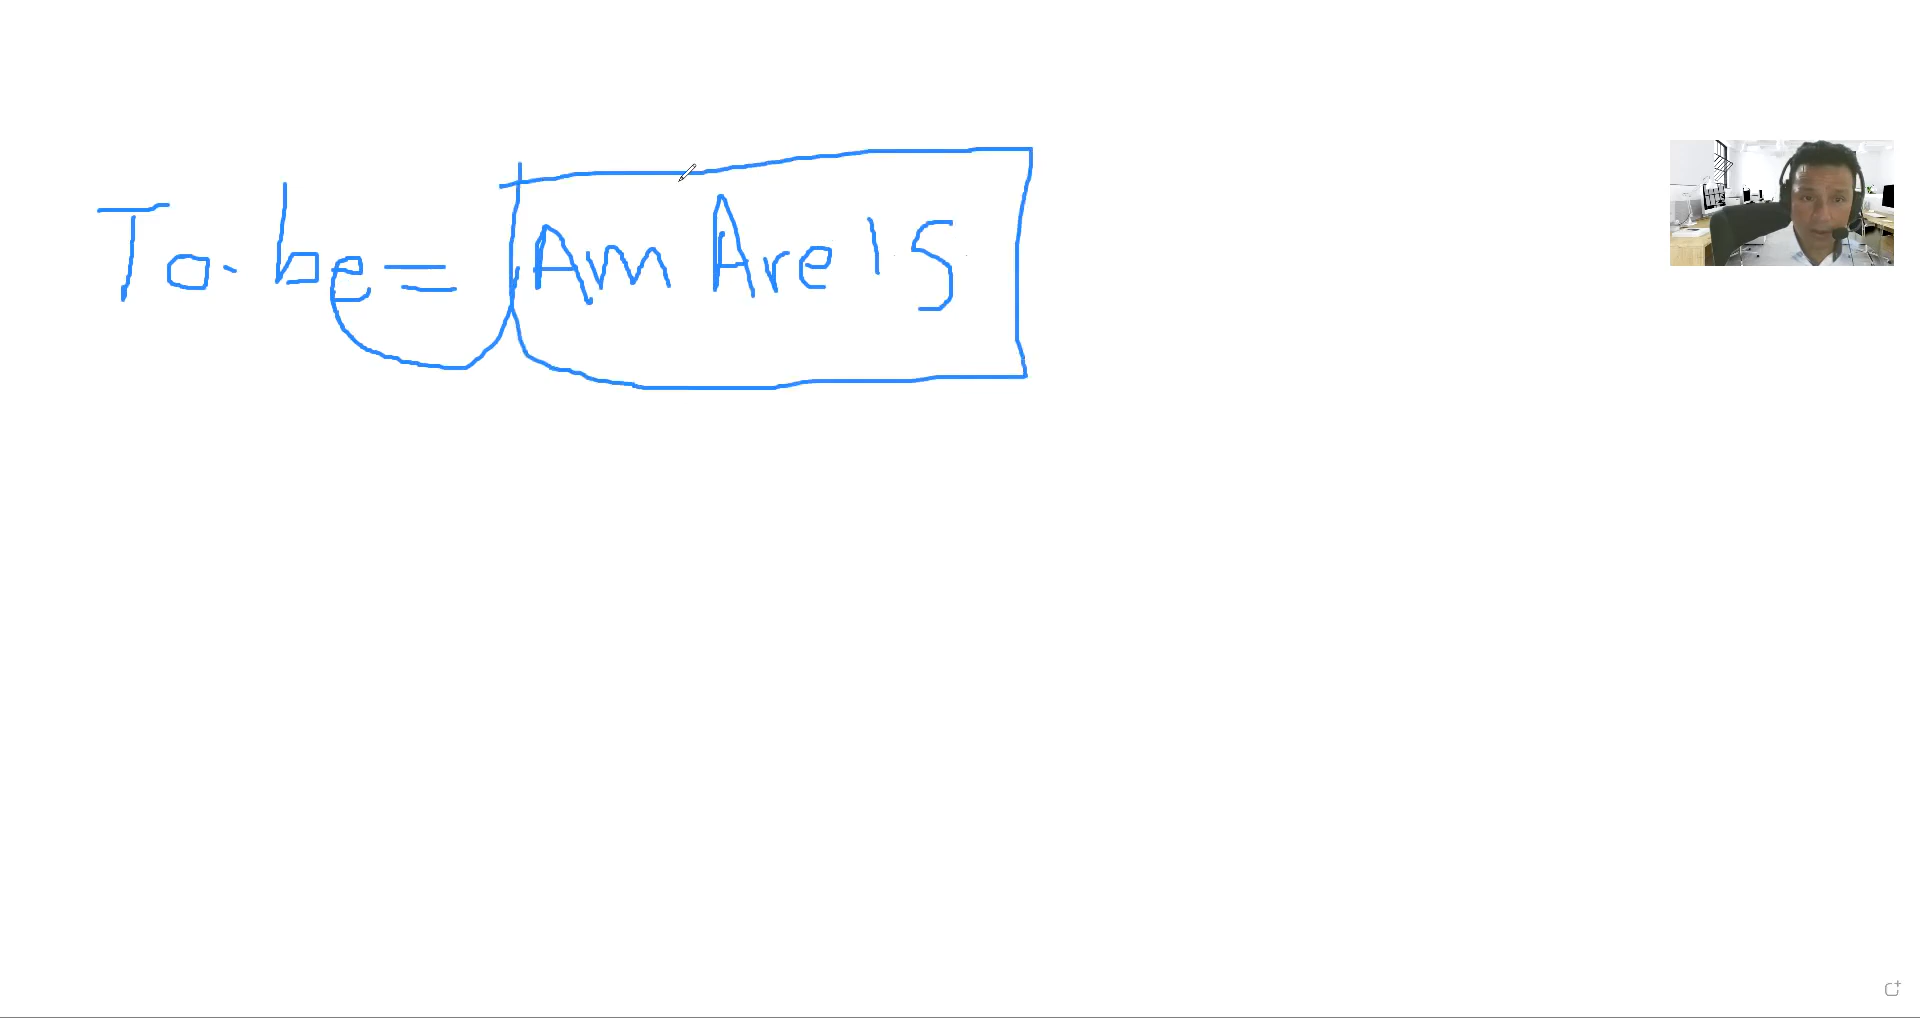 To be = Am Are Is